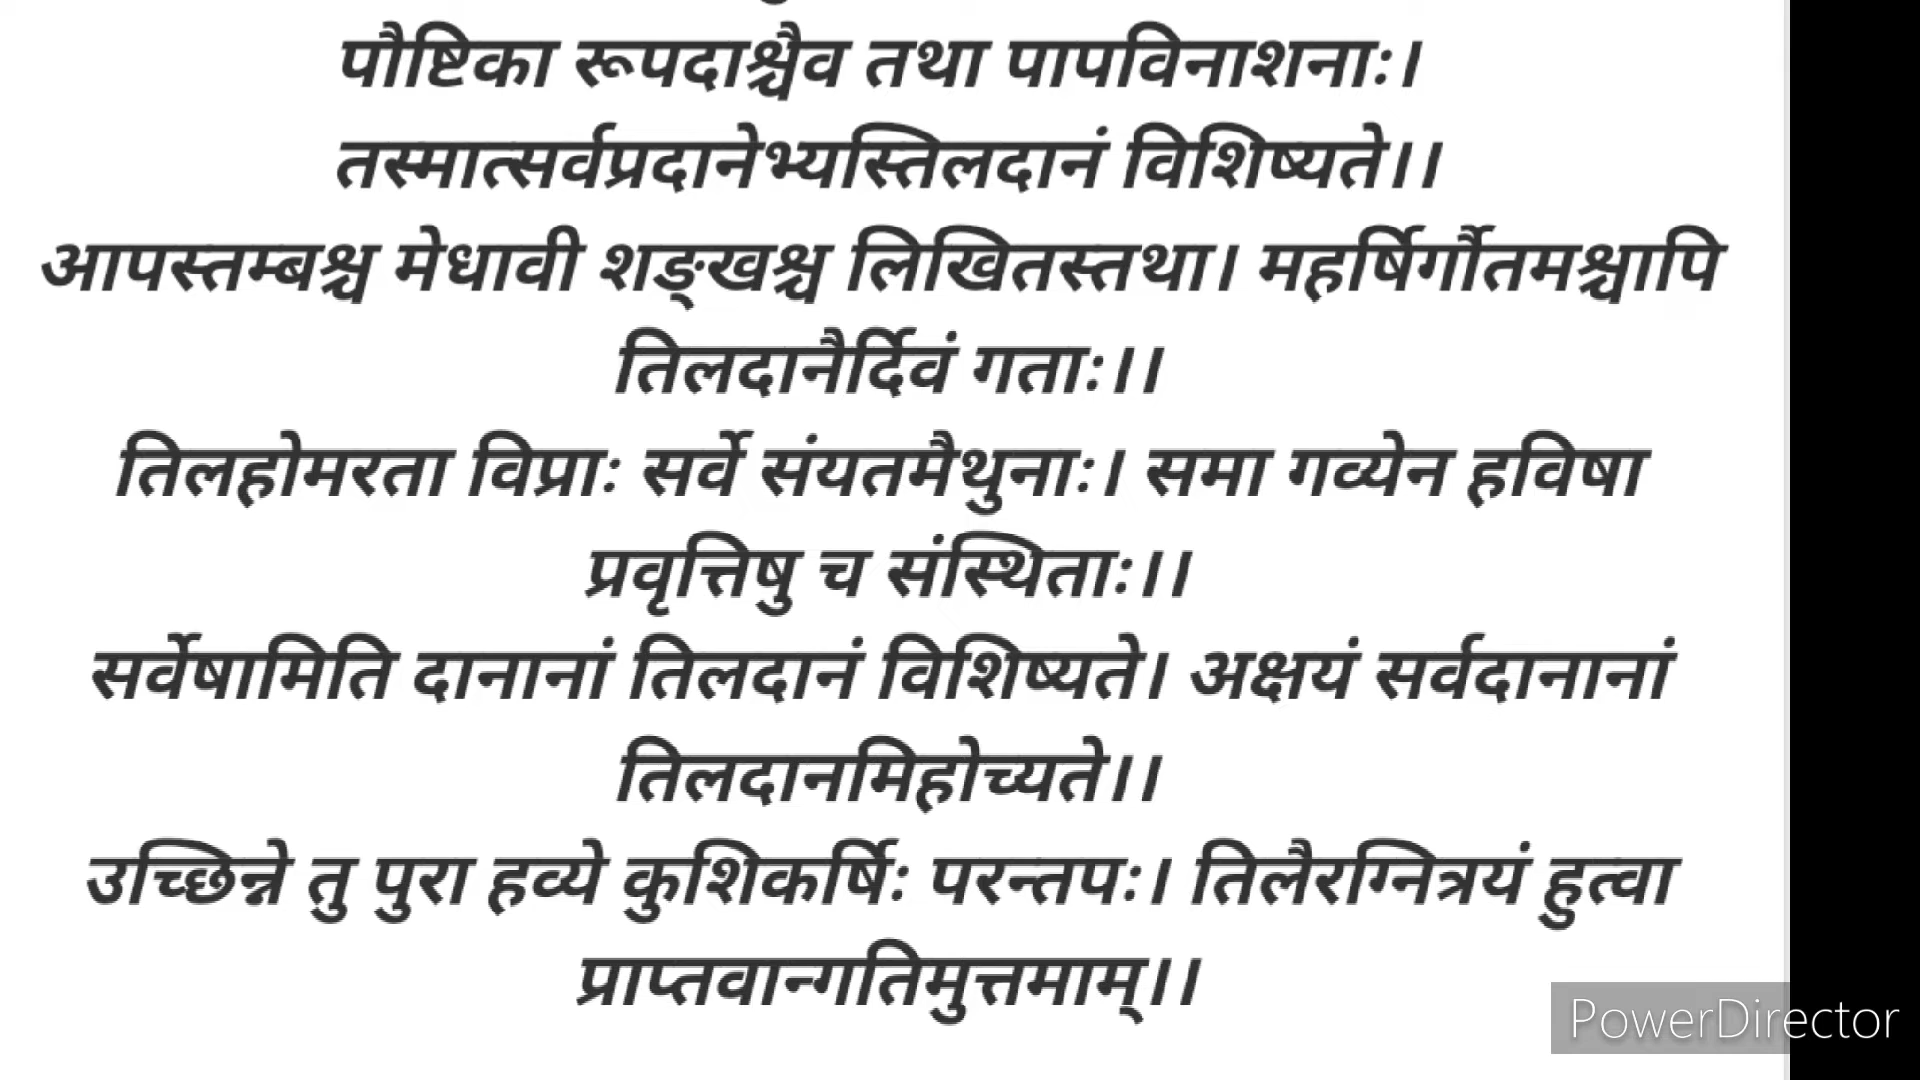 पौष्टिका रूपदाश्चैव तथा पापविनाशनाः।
तस्मात्सर्वप्रदानेभ्यस्तिलदानं विशिष्यते।।
आपस्तम्बश्च मेधावी शङ्खश्च लिखितस्तथा। महर्षिर्गौतमश्चापि
तिलदानैर्दिवं गताः।।
तिलहोमरता विप्राः सर्वे संयतमैथुनाः। समा गव्येन हविषा
प्रवृत्तिषु च संस्थिताः।।
सर्वेषामिति दानानां तिलदानं विशिष्यते। अक्षयं सर्वदानानां
तिलदानमिहोच्यते।।
उच्छिन्ने तु पुरा हव्ये कुशिकर्षिः परन्तपः। तिलैरग्नित्रयं हुत्वा
प्राप्तवान्गतिमुत्तमाम्।।
PowerDirector